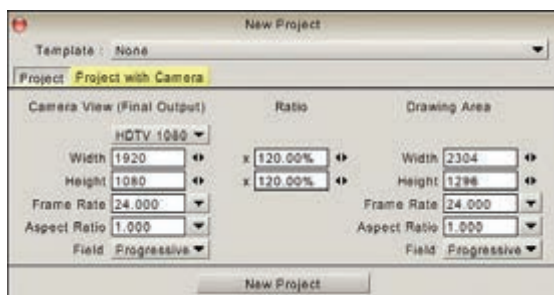 New Project
Template : None
Project Project with Camera
Camera View (Final Output) Ratio Drawing Area
HDTV 1080
Width 1920 x 120.00% Width 2304
Height 1080 x 120.00% Height 1296
Frame Rate 24.000 Frame Rate 24.000
Aspect Ratio 1.000 Aspect Ratio 1.000
Field Progressive Field Progressive
New Project